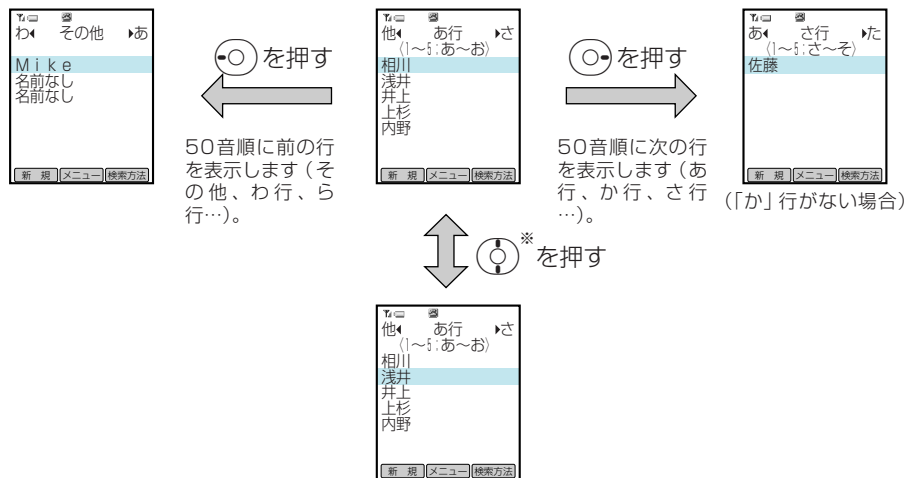 わ◀ その他 ▶あ
Mike
名前なし
名前なし
新 規 メニュー 検索方法
を押す
50音順に前の行
を表示します（そ
の他、わ行、ら
行…）。
他◀ あ行 ▶さ
〈1～5:あ～お〉
相川
浅井
井上
上杉
内野
新 規 メニュー 検索方法
を押す
50音順に次の行
を表示します（あ
行、か行、さ行
…）。
あ◀ さ行 ▶た
〈1～5:さ～そ〉
佐藤
新 規 メニュー 検索方法
（「か」行がない場合）
※を押す
他◀ あ行 ▶さ
〈1～5:あ～お〉
相川
浅井
井上
上杉
内野
新 規 メニュー 検索方法